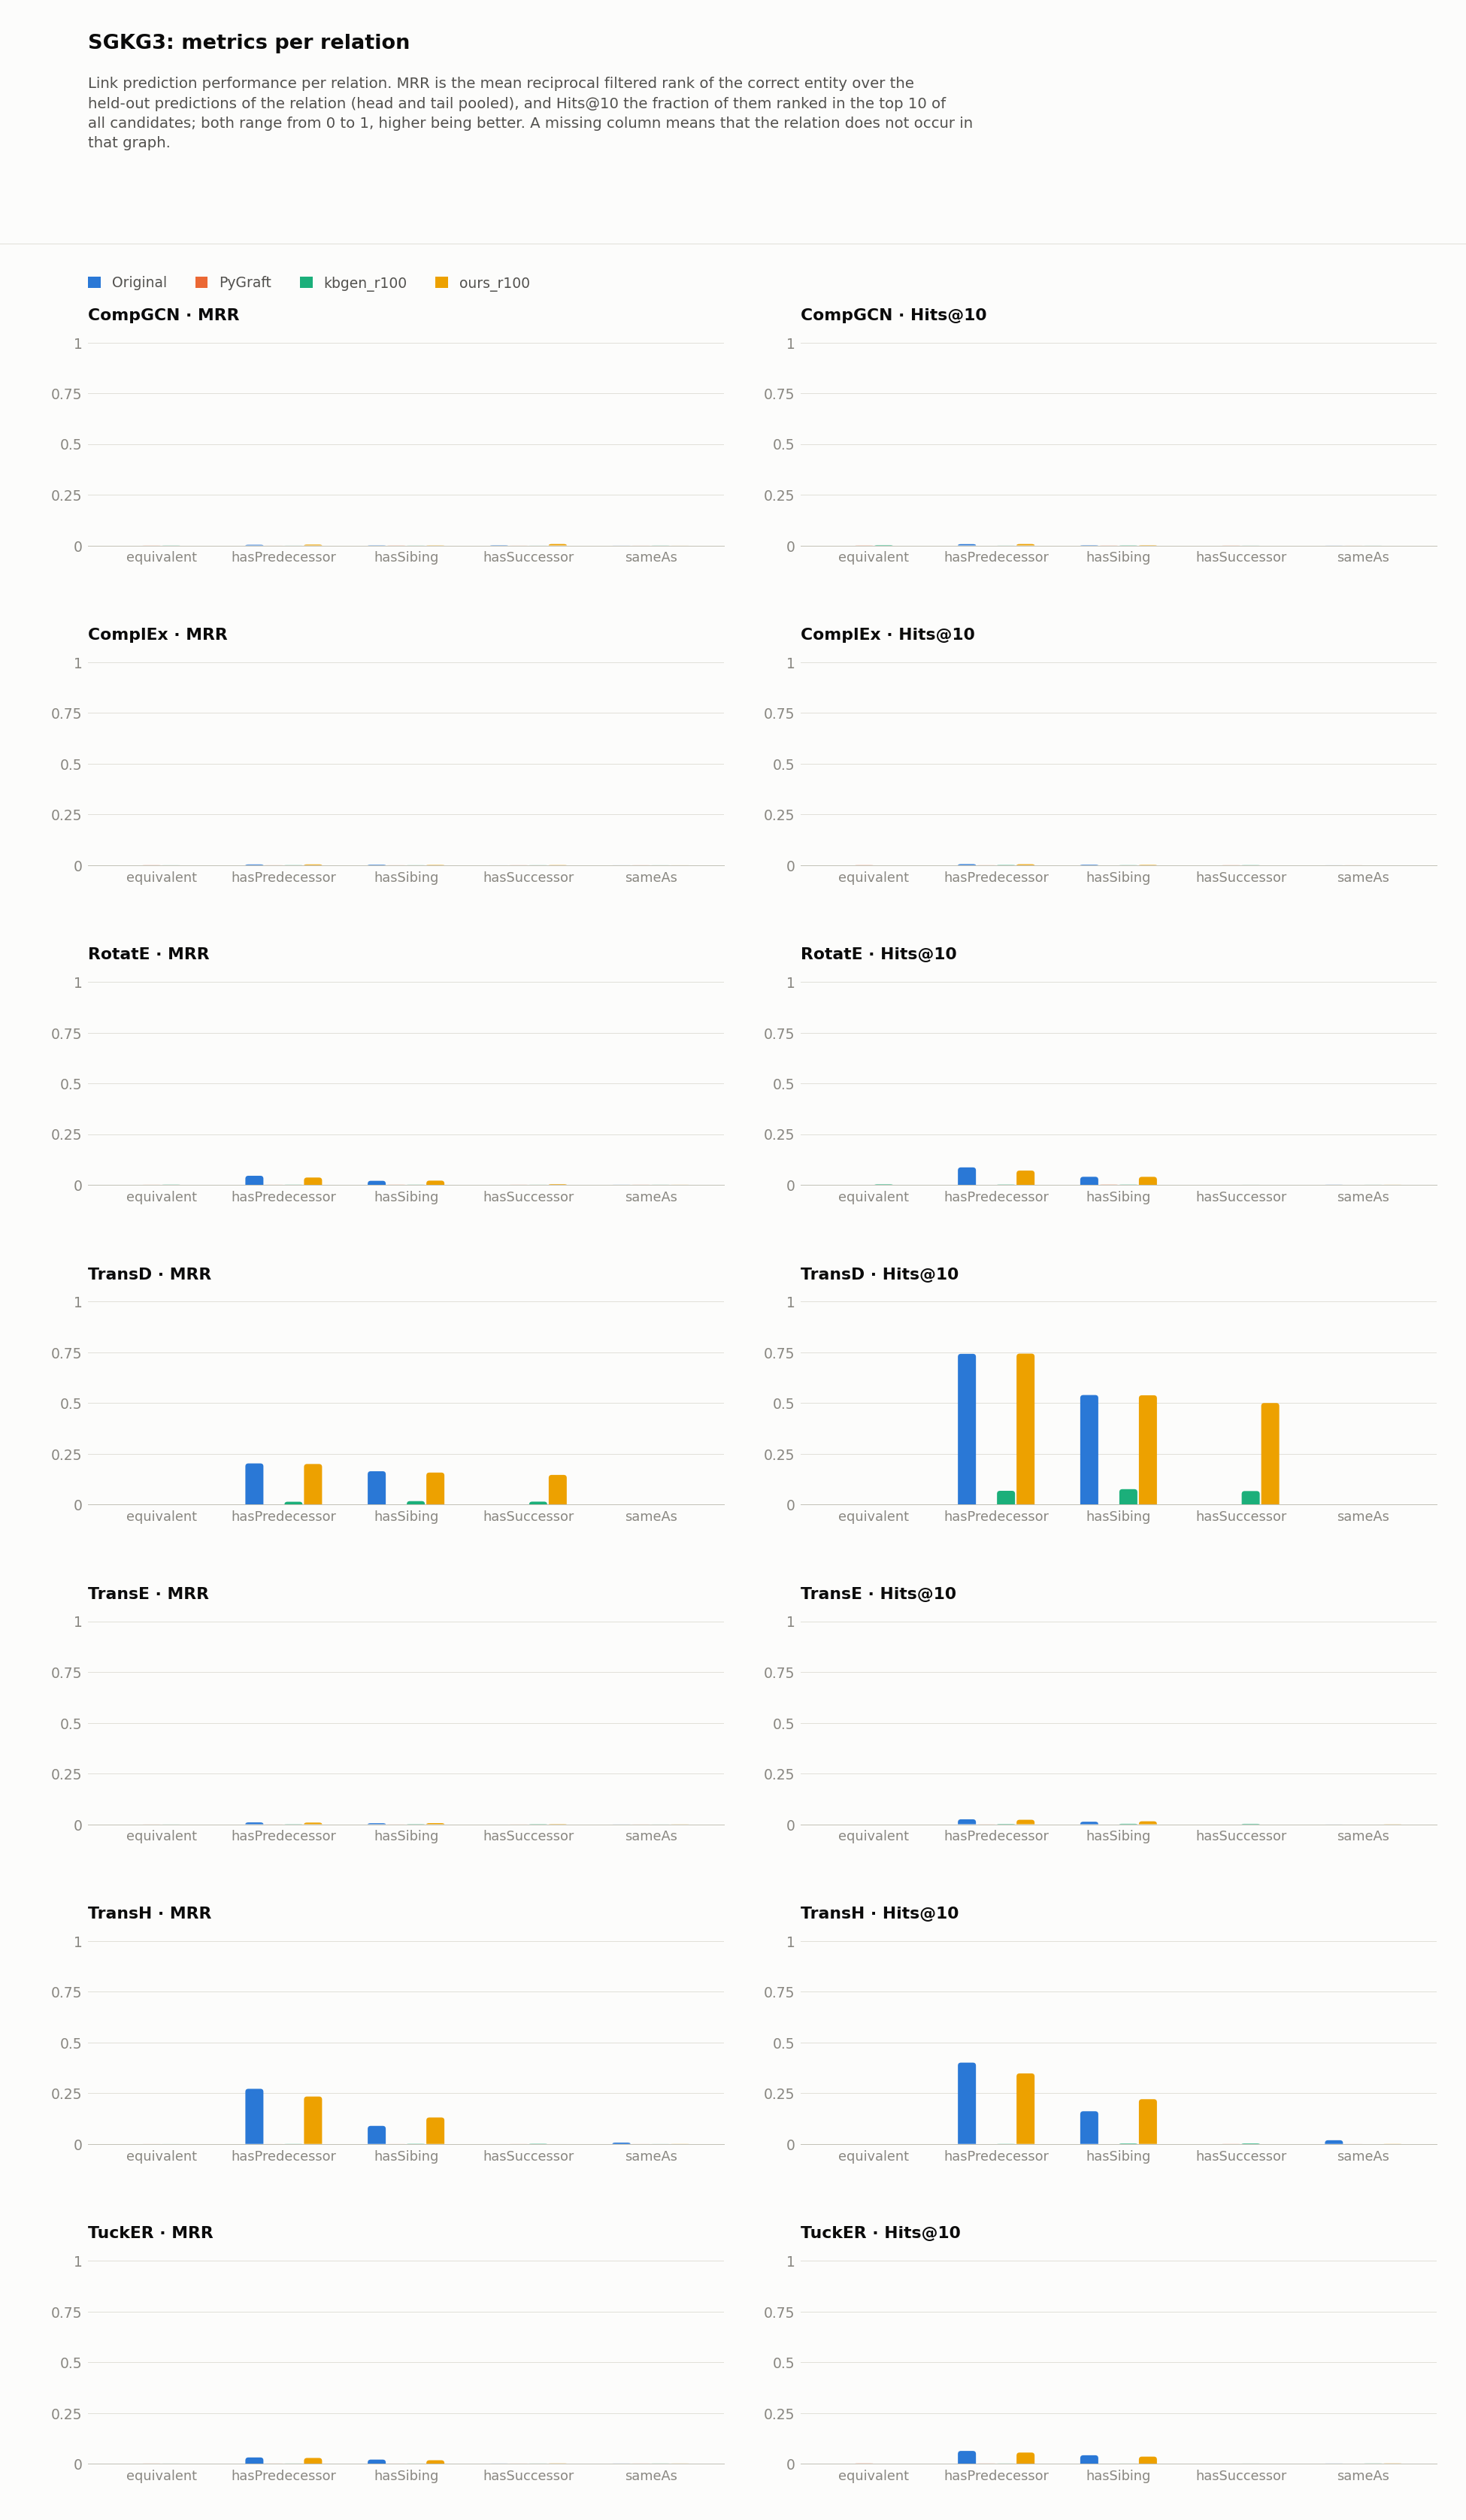 SGKG3: metrics per relation
Link prediction performance per relation. MRR is the mean reciprocal filtered rank of the correct entity over the
held-out predictions of the relation (head and tail pooled), and Hits@10 the fraction of them ranked in the top 10 of
all candidates; both range from 0 to 1, higher being better. A missing column means that the relation does not occur in
that graph.
Original PyGraft kbgen_r100 ours_r100
CompGCN · MRR
1
0.75
0.5
0.25
0
equivalent hasPredecessor hasSibing hasSuccessor sameAs
CompGCN · Hits@10
1
0.75
0.5
0.25
0
equivalent hasPredecessor hasSibing hasSuccessor sameAs
ComplEx · MRR
1
0.75
0.5
0.25
0
equivalent hasPredecessor hasSibing hasSuccessor sameAs
ComplEx · Hits@10
1
0.75
0.5
0.25
0
equivalent hasPredecessor hasSibing hasSuccessor sameAs
RotatE · MRR
1
0.75
0.5
0.25
0
equivalent hasPredecessor hasSibing hasSuccessor sameAs
RotatE · Hits@10
1
0.75
0.5
0.25
0
equivalent hasPredecessor hasSibing hasSuccessor sameAs
TransD · MRR
1
0.75
0.5
0.25
0
equivalent hasPredecessor hasSibing hasSuccessor sameAs
TransD · Hits@10
1
0.75
0.5
0.25
0
equivalent hasPredecessor hasSibing hasSuccessor sameAs
TransE · MRR
1
0.75
0.5
0.25
0
equivalent hasPredecessor hasSibing hasSuccessor sameAs
TransE · Hits@10
1
0.75
0.5
0.25
0
equivalent hasPredecessor hasSibing hasSuccessor sameAs
TransH · MRR
1
0.75
0.5
0.25
0
equivalent hasPredecessor hasSibing hasSuccessor sameAs
TransH · Hits@10
1
0.75
0.5
0.25
0
equivalent hasPredecessor hasSibing hasSuccessor sameAs
TuckER · MRR
1
0.75
0.5
0.25
0
equivalent hasPredecessor hasSibing hasSuccessor sameAs
TuckER · Hits@10
1
0.75
0.5
0.25
0
equivalent hasPredecessor hasSibing hasSuccessor sameAs